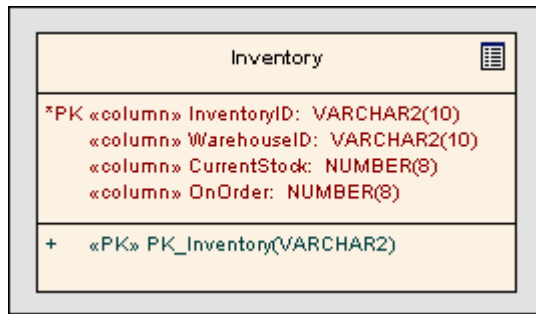 Inventory
*PK «column» InventoryID: VARCHAR2(10)
«column» WarehouseID: VARCHAR2(10)
«column» CurrentStock: NUMBER(8)
«column» OnOrder: NUMBER(8)
+ «PK» PK_Inventory(VARCHAR2)